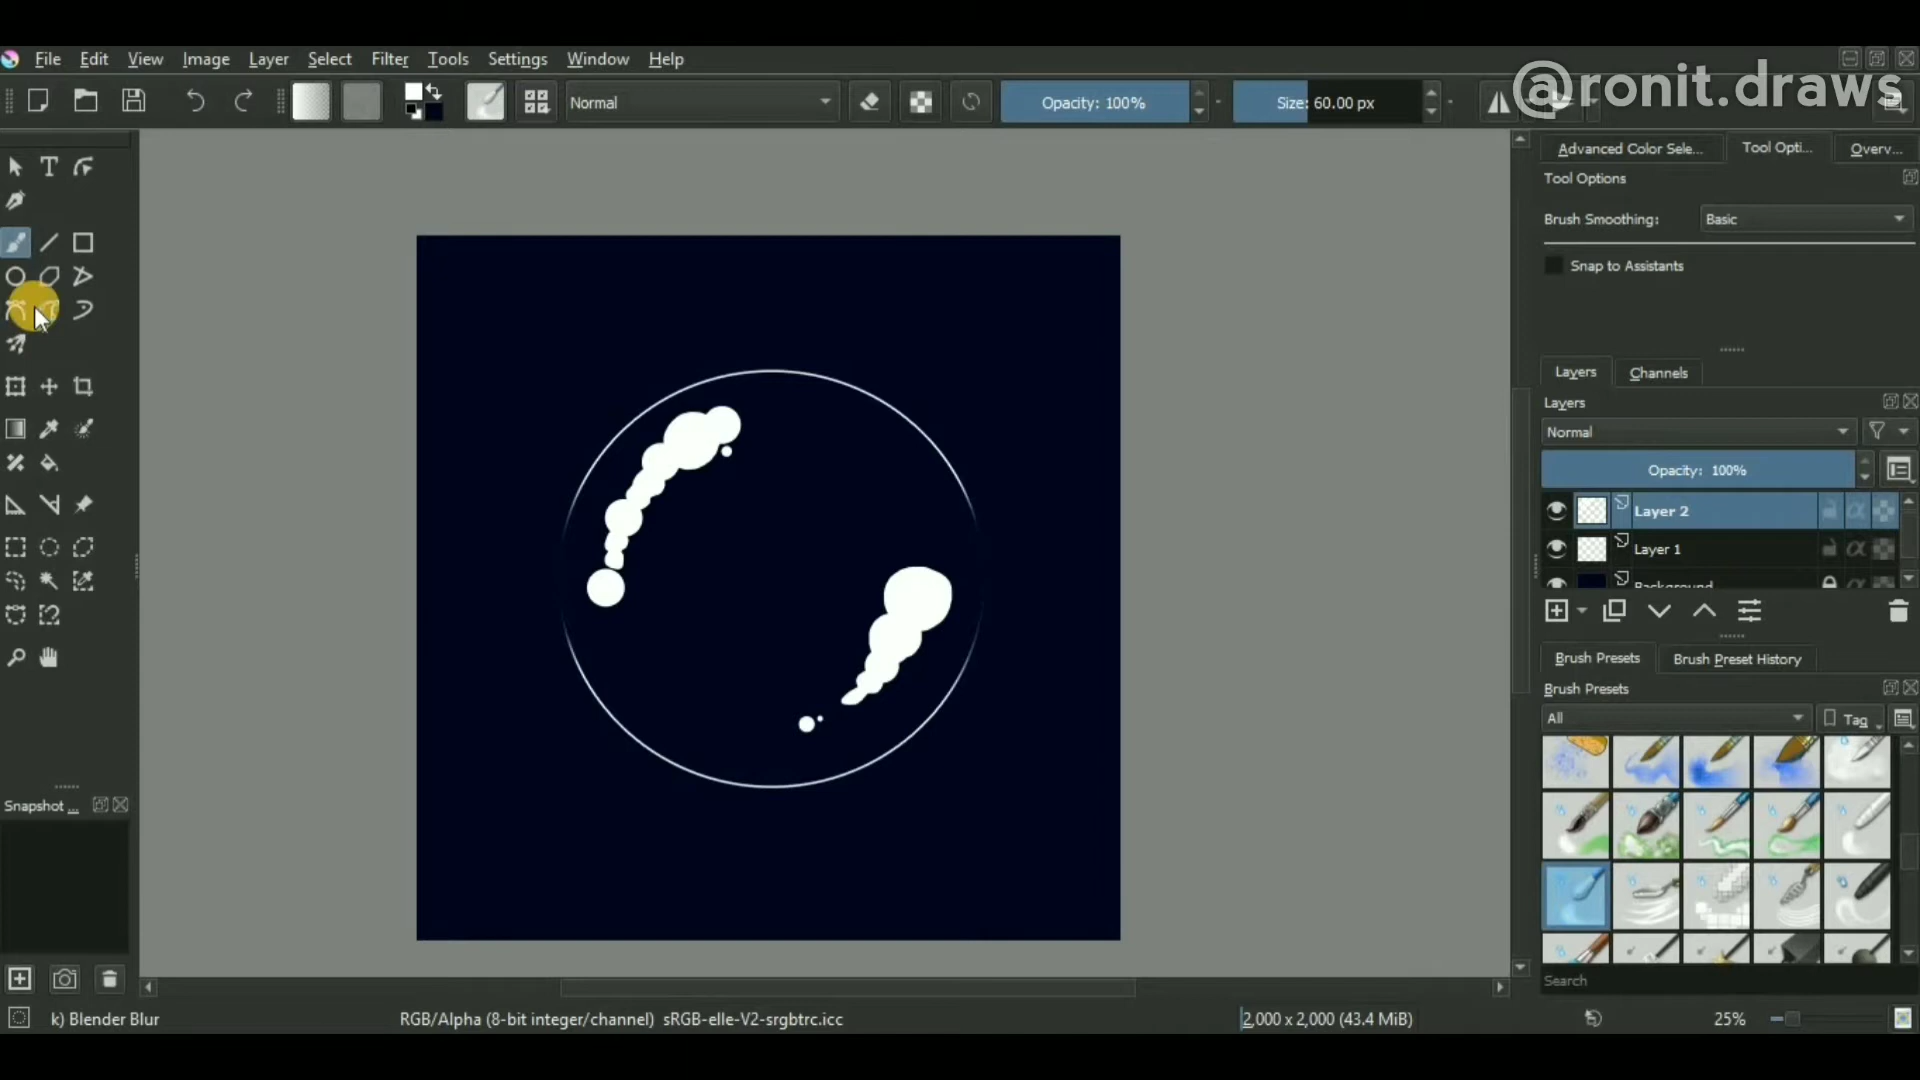 File Edit View Image Layer Select Filter Tools Settings Window Help
@ronit.draws
Normal
Opacity: 100%
Size: 60.00 px
Advanced Color Sele...
Tool Opti...
Overv...
Tool Options
Brush Smoothing:
Basic
Snap to Assistants
Layers
Channels
Layers
Normal
Opacity: 100%
Layer 2
Layer 1
Background
Brush Presets
Brush Preset History
Brush Presets
All
Tag
Search
Snapshot ...
k) Blender Blur
RGB/Alpha (8-bit integer/channel) sRGB-elle-V2-srgbtrc.icc
2,000 x 2,000 (43.4 MiB)
25%